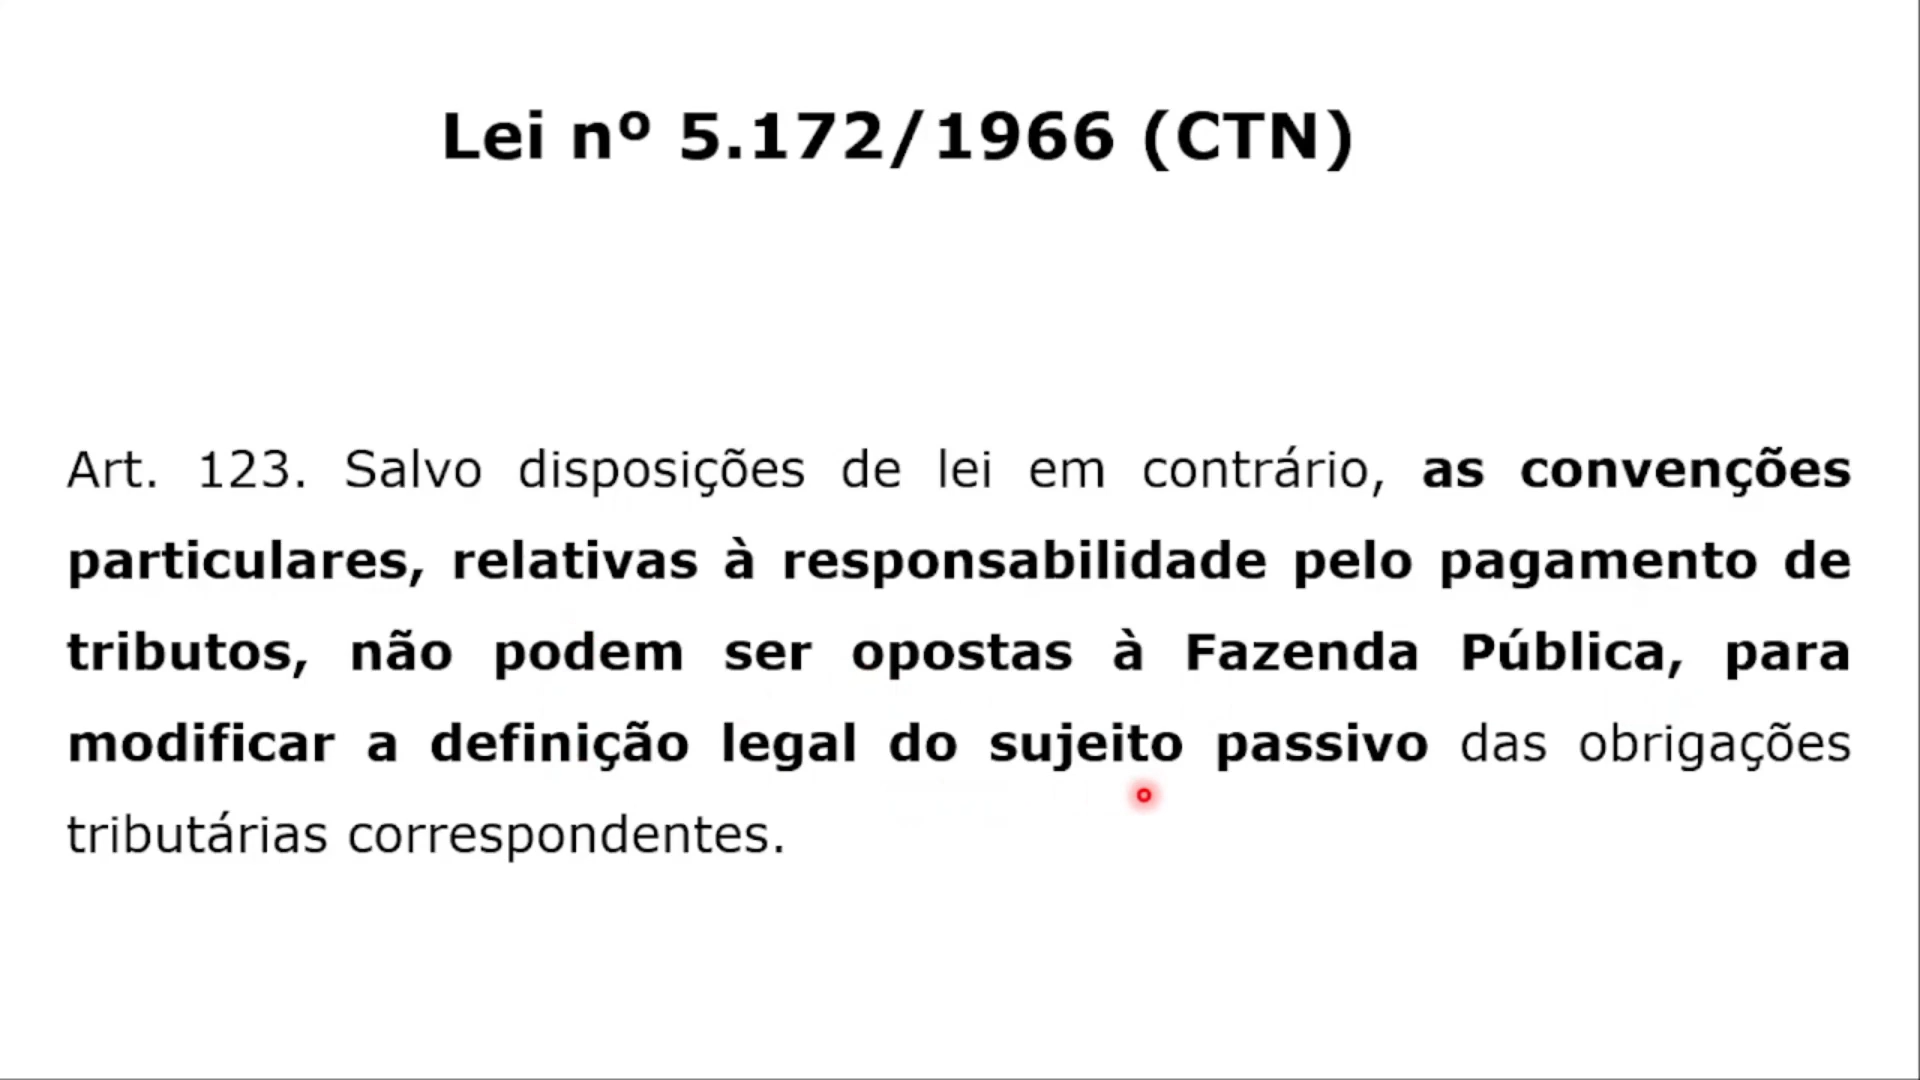 Lei nº 5.172/1966 (CTN)
Art. 123. Salvo disposições de lei em contrário, as convenções
particulares, relativas à responsabilidade pelo pagamento de
tributos, não podem ser opostas à Fazenda Pública, para
modificar a definição legal do sujeito passivo das obrigações
tributárias correspondentes.